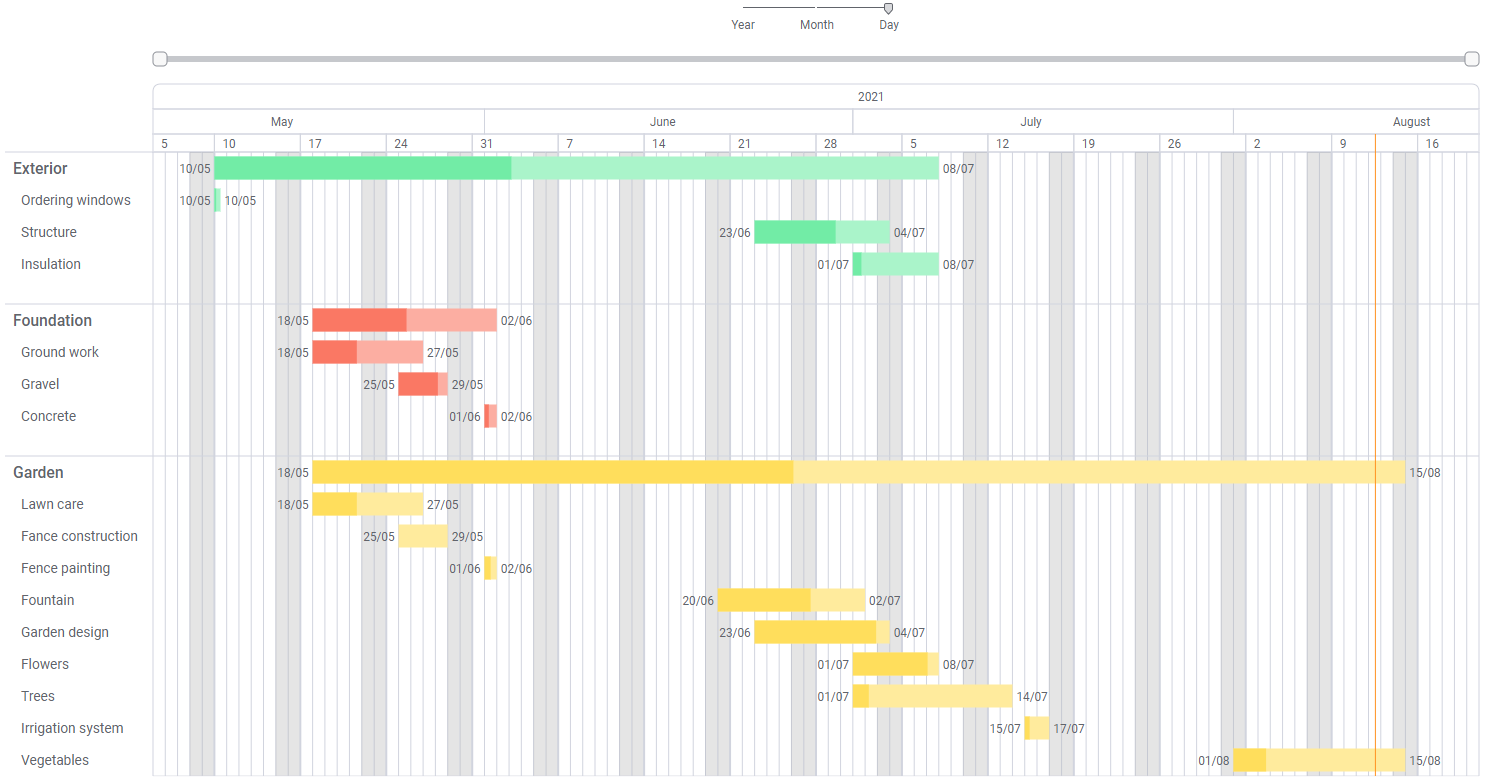 Year Month Day
2021
May June July August
5 10 17 24 31 7 14 21 28 5 12 19 26 2 9 16
Exterior 10/05 08/07
Ordering windows 10/05 10/05
Structure 23/06 04/07
Insulation 01/07 08/07
Foundation 18/05 02/06
Ground work 18/05 27/05
Gravel 25/05 29/05
Concrete 01/06 02/06
Garden 18/05 15/08
Lawn care 18/05 27/05
Fance construction 25/05 29/05
Fence painting 01/06 02/06
Fountain 20/06 02/07
Garden design 23/06 04/07
Flowers 01/07 08/07
Trees 01/07 14/07
Irrigation system 15/07 17/07
Vegetables 01/08 15/08